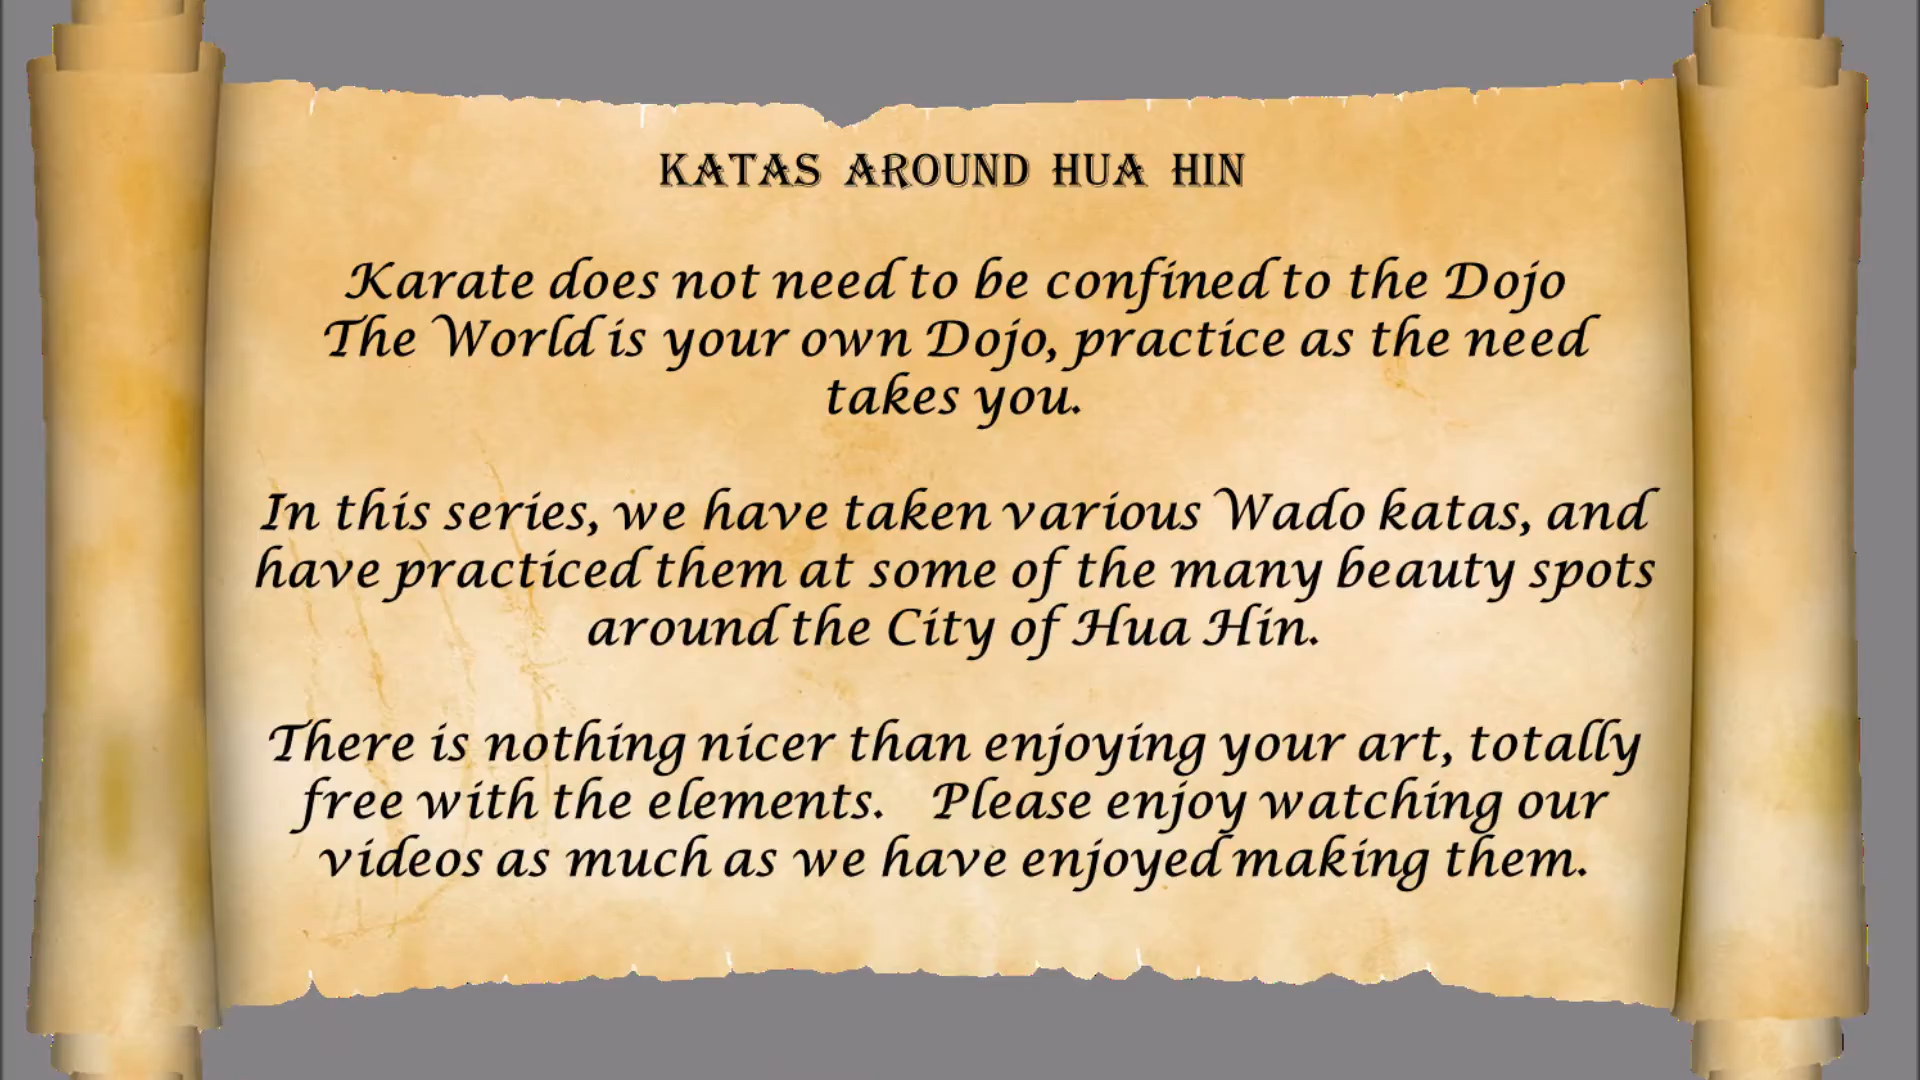 KATAS AROUND HUA HIN
Karate does not need to be confined to the Dojo
The World is your own Dojo, practice as the need
takes you.
In this series, we have taken various Wado katas, and
have practiced them at some of the many beauty spots
around the City of Hua Hin.
There is nothing nicer than enjoying your art, totally
free with the elements.   Please enjoy watching our
videos as much as we have enjoyed making them.